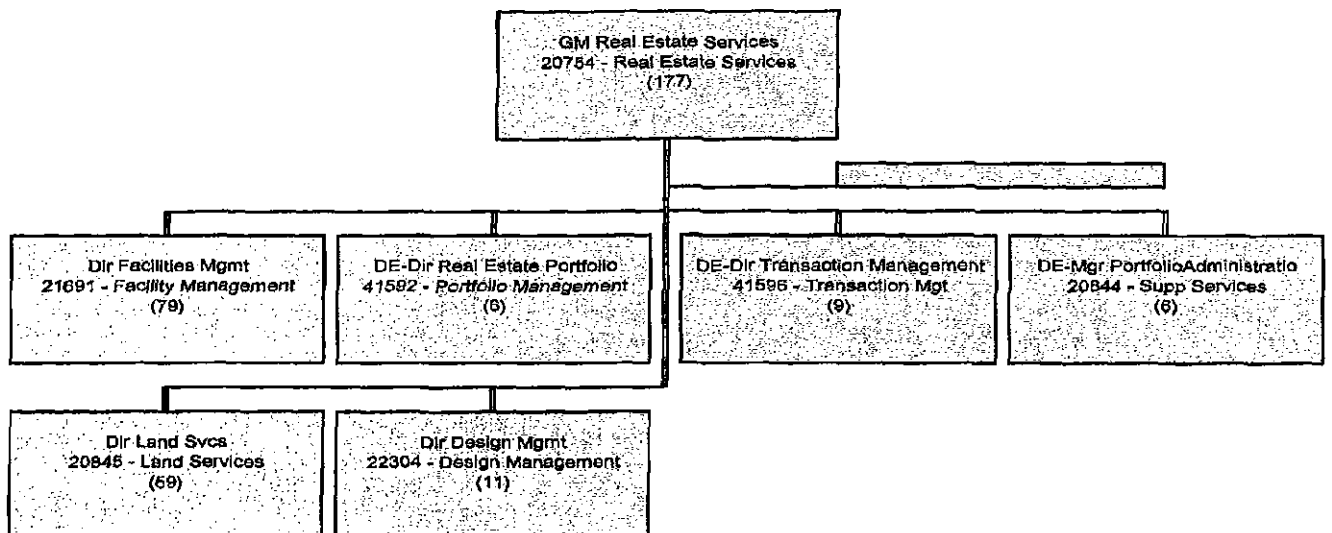 GM Real Estate Services
20754 - Real Estate Services
(177)
Dir Facilities Mgmt
21691 - Facility Management
(79)
DE-Dir Real Estate Portfolio
41592 - Portfolio Management
(6)
DE-Dir Transaction Management
41596 - Transaction Mgt
(9)
DE-Mgr PortfolioAdministratio
20844 - Supp Services
(6)
Dir Land Svcs
20845 - Land Services
(59)
Dir Design Mgmt
22304 - Design Management
(11)